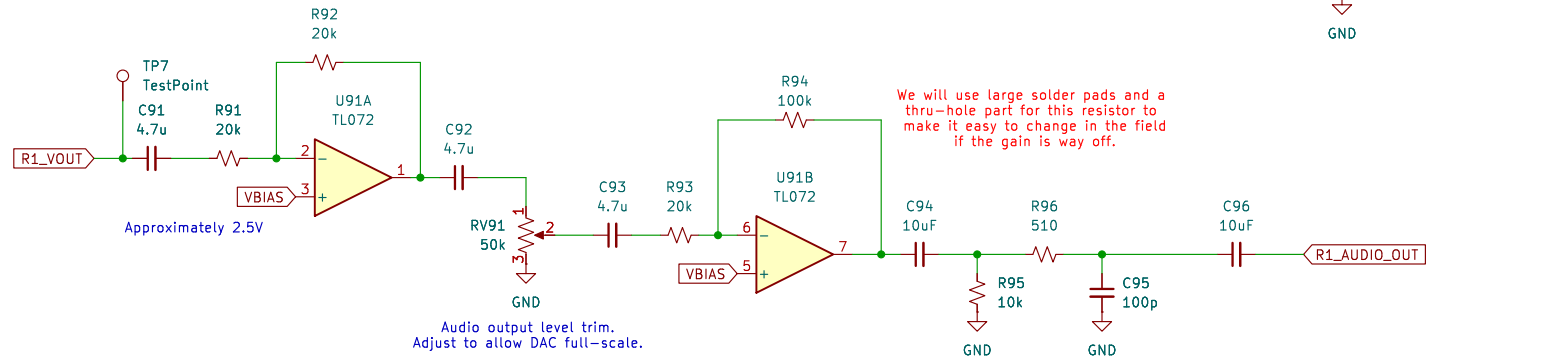 GND
R92
20k
TP7
TestPoint
C91
4.7u
R91
20k
U91A
TL072
R1_VOUT
2
−
VBIAS
3
+
1
Approximately 2.5V
C92
4.7u
RV91
50k
1
2
3
GND
Audio output level trim.
Adjust to allow DAC full-scale.
C93
4.7u
R93
20k
R94
100k
We will use large solder pads and a
thru-hole part for this resistor to
make it easy to change in the field
if the gain is way off.
U91B
TL072
6
−
VBIAS
5
+
7
C94
10uF
R95
10k
GND
R96
510
C95
100p
GND
C96
10uF
R1_AUDIO_OUT